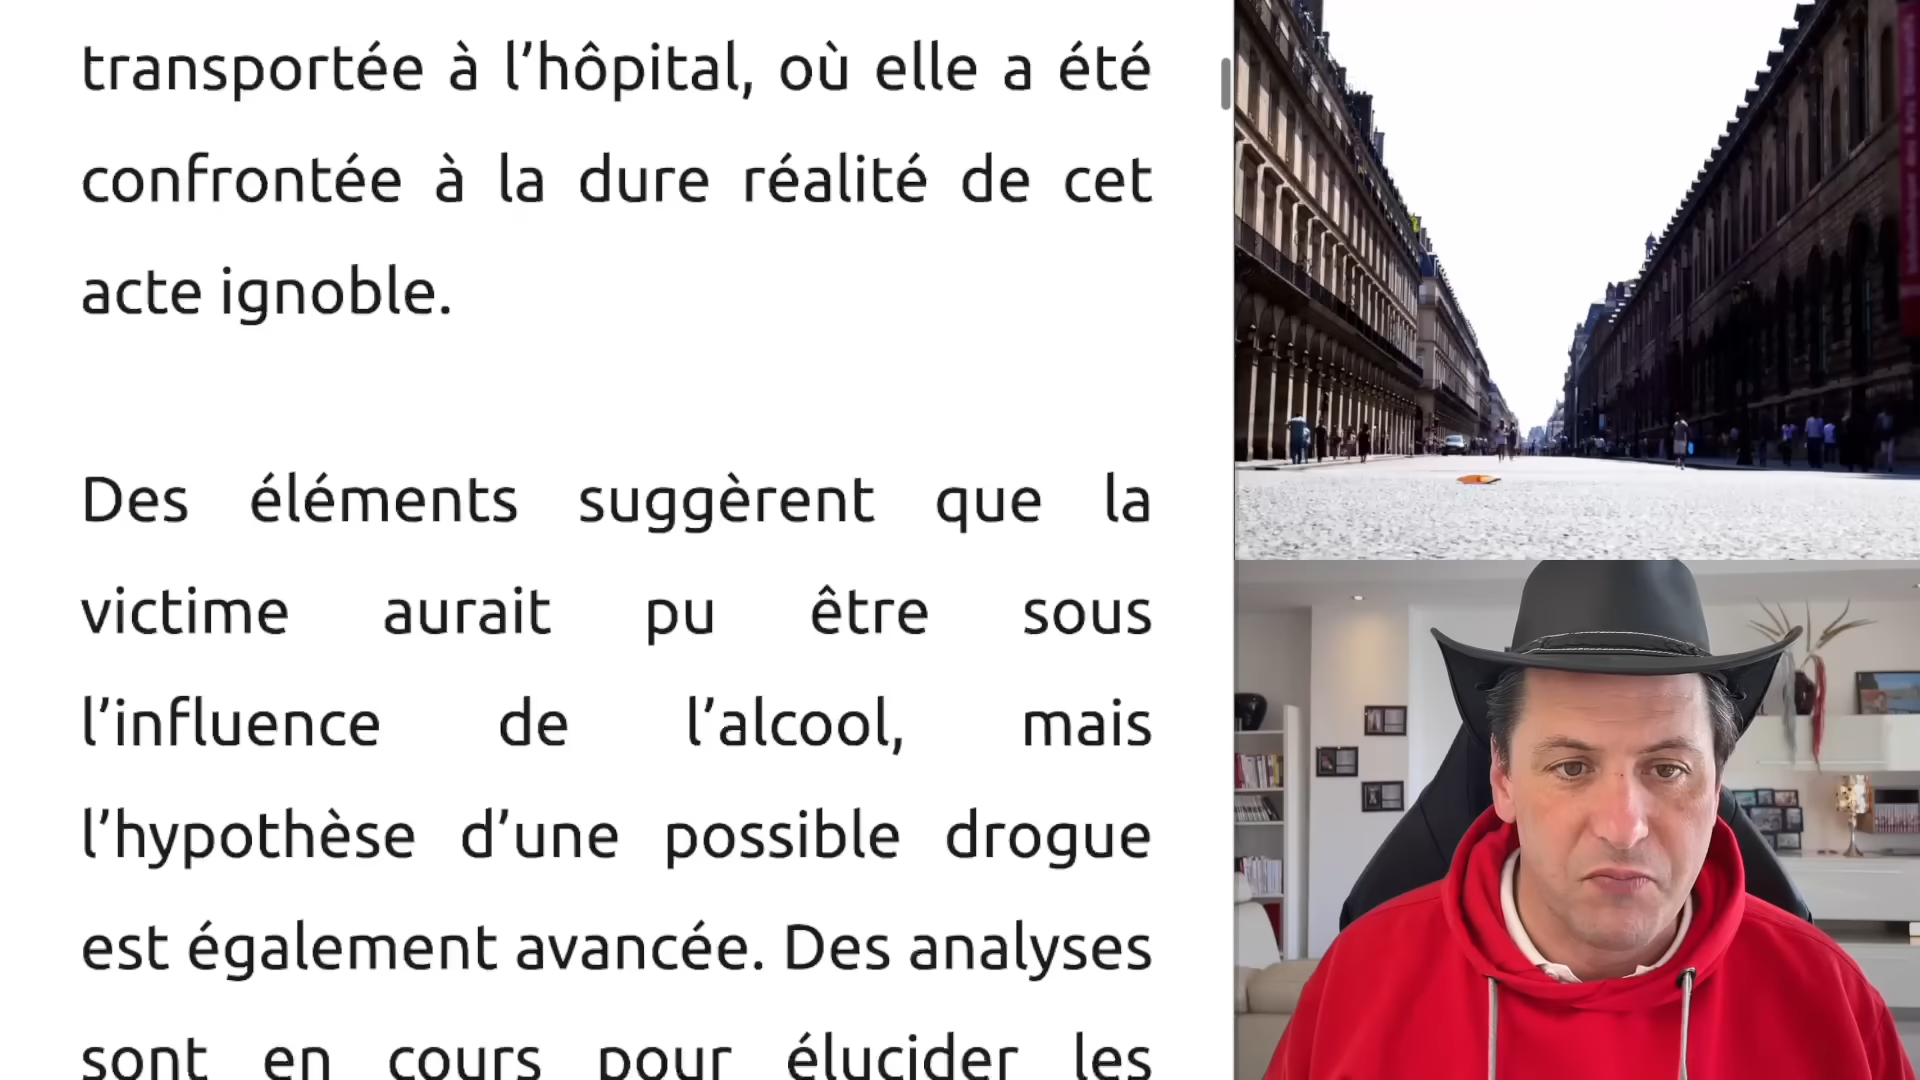 transportée à l’hôpital, où elle a été
confrontée à la dure réalité de cet
acte ignoble.
Des éléments suggèrent que la
victime aurait pu être sous
l’influence de l’alcool, mais
l’hypothèse d’une possible drogue
est également avancée. Des analyses
sont en cours pour élucider les